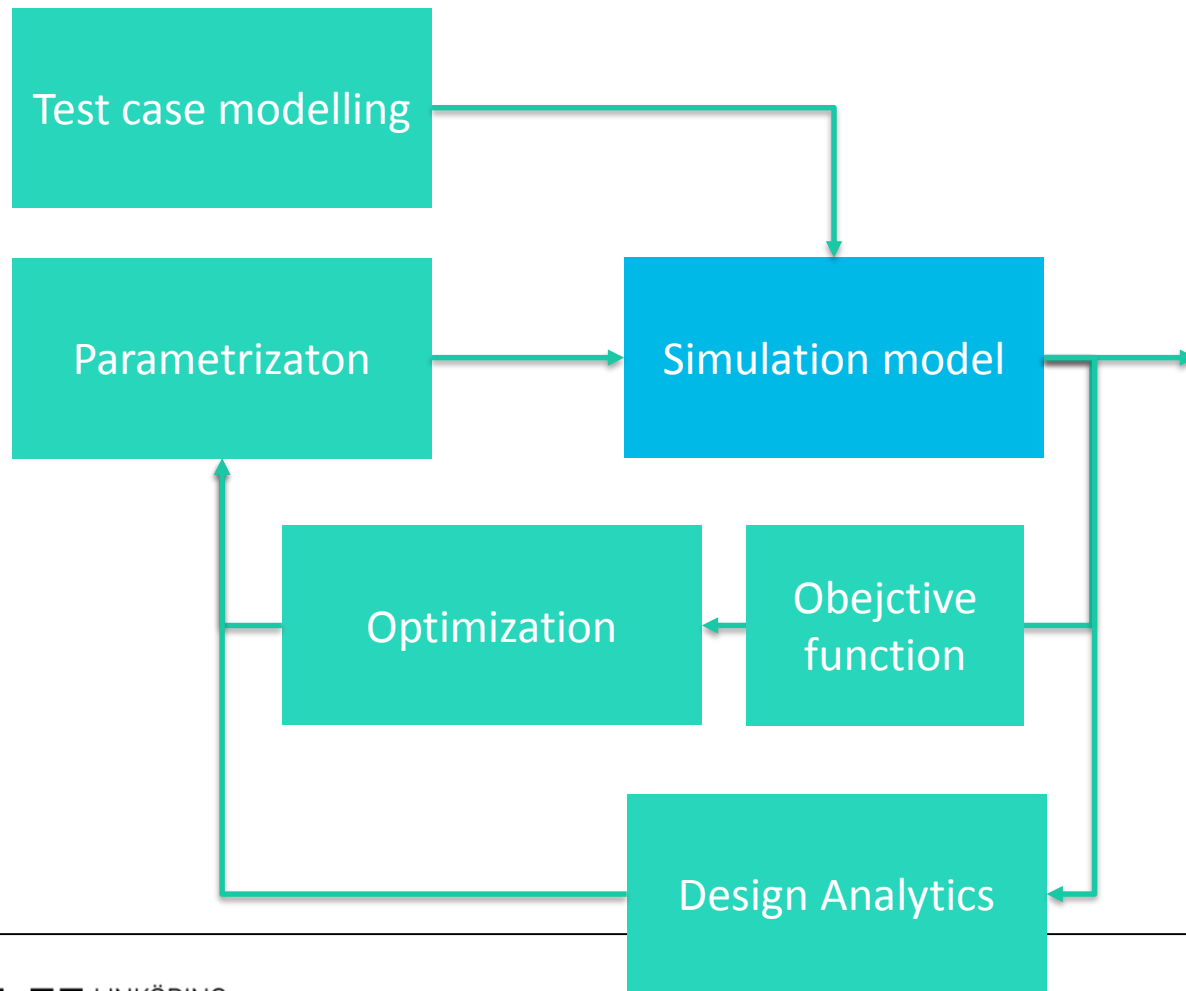 Test case modelling
Parametrizaton
Simulation model
Optimization
Obejctive
function
Design Analytics